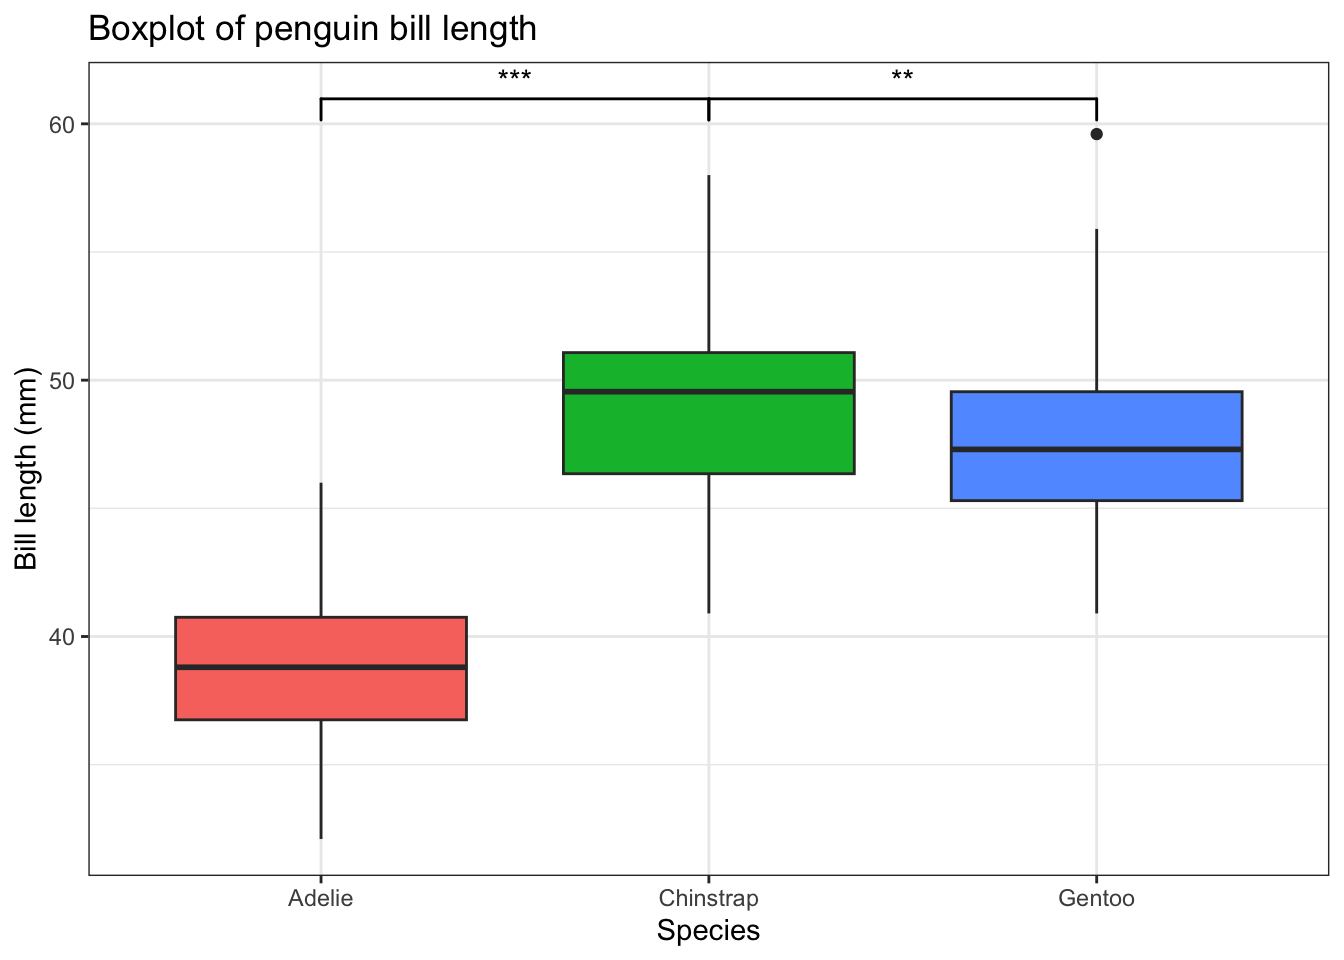 Boxplot of penguin bill length
*** **
60
50
40
Bill length (mm)
Adelie Chinstrap Gentoo
Species